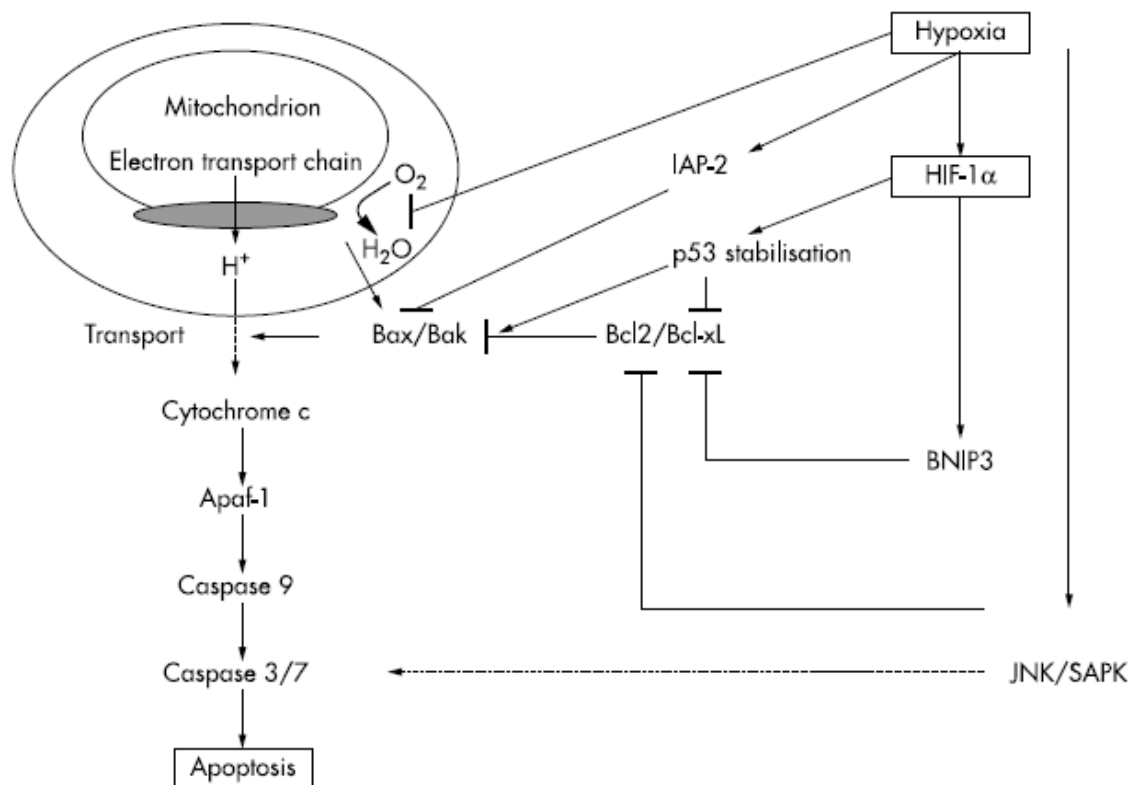 Hypoxia
Mitochondrion
Electron transport chain
O2
IAP-2
HIF-1α
H2O
p53 stabilisation
H+
Transport
Bax/Bak
Bcl2/Bcl-xL
Cytochrome c
BNIP3
Apaf-1
Caspase 9
Caspase 3/7
JNK/SAPK
Apoptosis